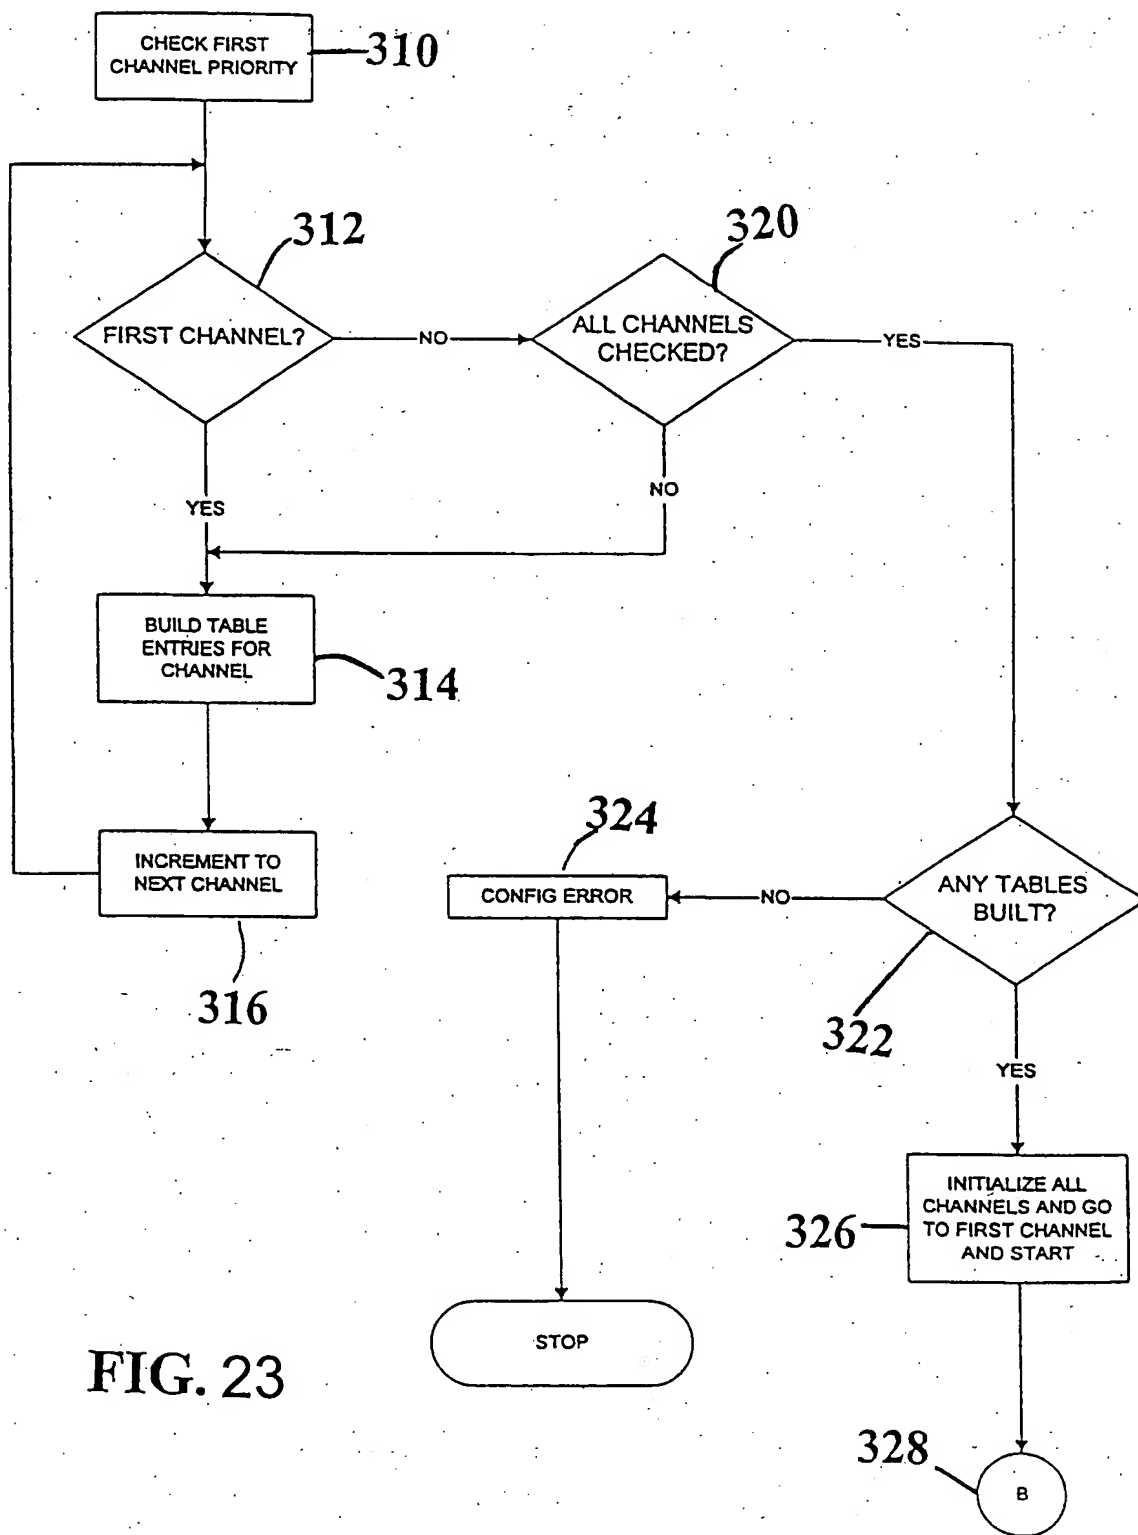 CHECK FIRST
CHANNEL PRIORITY
310
312
FIRST CHANNEL?
NO
320
ALL CHANNELS
CHECKED?
YES
YES
NO
BUILD TABLE
ENTRIES FOR
CHANNEL
314
INCREMENT TO
NEXT CHANNEL
316
324
CONFIG ERROR
NO
ANY TABLES
BUILT?
322
YES
INITIALIZE ALL
CHANNELS AND GO
TO FIRST CHANNEL
AND START
326
STOP
FIG. 23
328
B